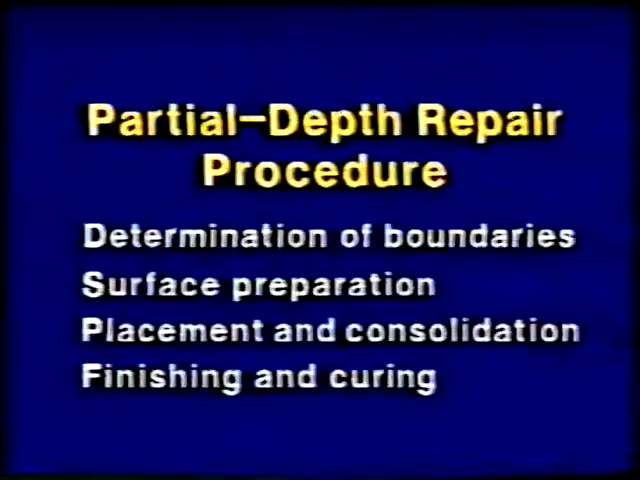 Partial-Depth Repair
Procedure
Determination of boundaries
Surface preparation
Placement and consolidation
Finishing and curing